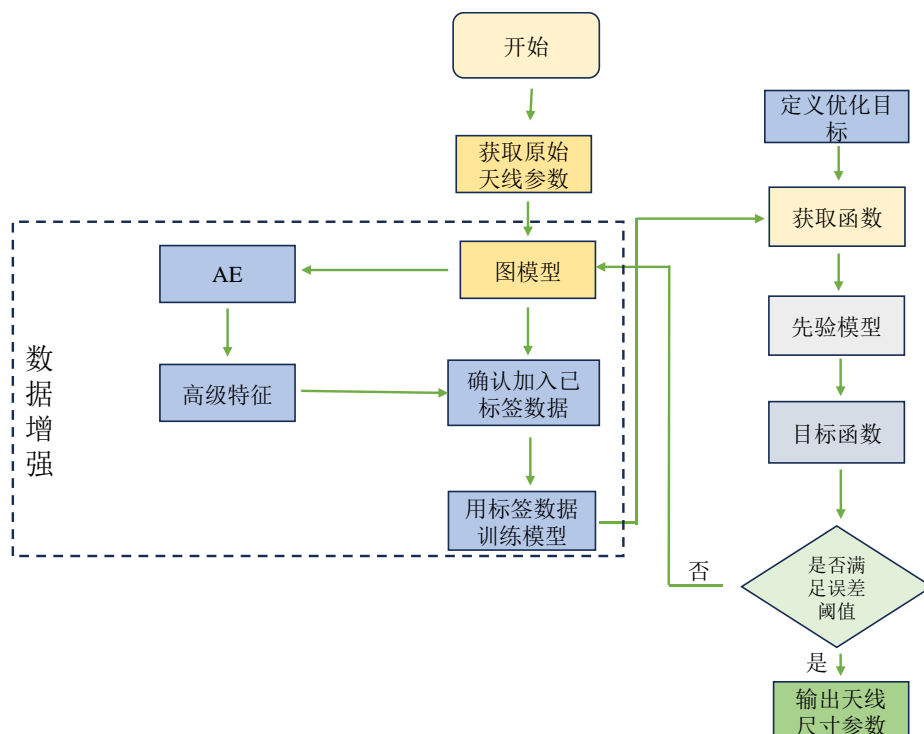 开始
获取原始
天线参数
图模型
AE
高级特征
确认加入已
标签数据
用标签数据
训练模型
数
据
增
强
定义优化目
标
获取函数
先验模型
目标函数
是否满
足误差
阈值
否
是
输出天线
尺寸参数